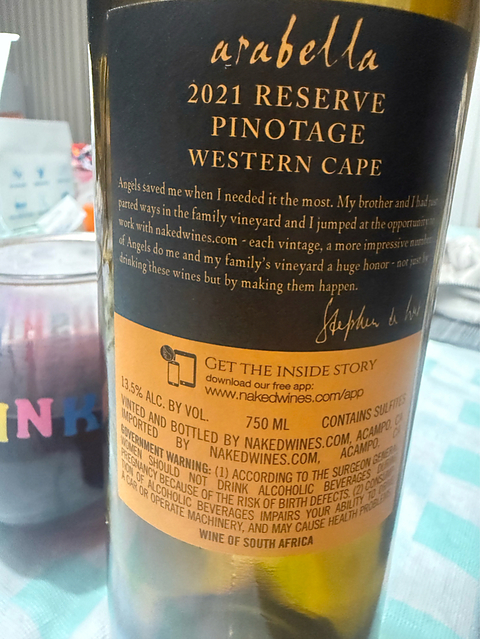 arabella
2021 RESERVE
PINOTAGE
WESTERN CAPE
Angels saved me when I needed it the most. My brother and I had
parted ways in the family vineyard and I jumped at the opportunity
work with nakedwines.com - each vintage, a more impressive
of Angels do me and my family's vineyard a huge honor - not just by
drinking these wines but by making them happen.
Stephen de
GET THE INSIDE STORY
download our free app:
www.nakedwines.com/app
13.5% ALC. BY VOL. 750 ML CONTAINS SULFITES
VINTED AND BOTTLED BY NAKEDWINES.COM, ACAMPO, CA
IMPORTED BY NAKEDWINES.COM, ACAMPO,
GOVERNMENT WARNING: (1) ACCORDING TO THE SURGEON GENERAL,
WOMEN SHOULD NOT DRINK ALCOHOLIC BEVERAGES DURING
PREGNANCY BECAUSE OF THE RISK OF BIRTH DEFECTS. (2)
OF ALCOHOLIC BEVERAGES IMPAIRS YOUR ABILITY TO
A CAR OR OPERATE MACHINERY, AND MAY CAUSE HEALTH
WINE OF SOUTH AFRICA
INK